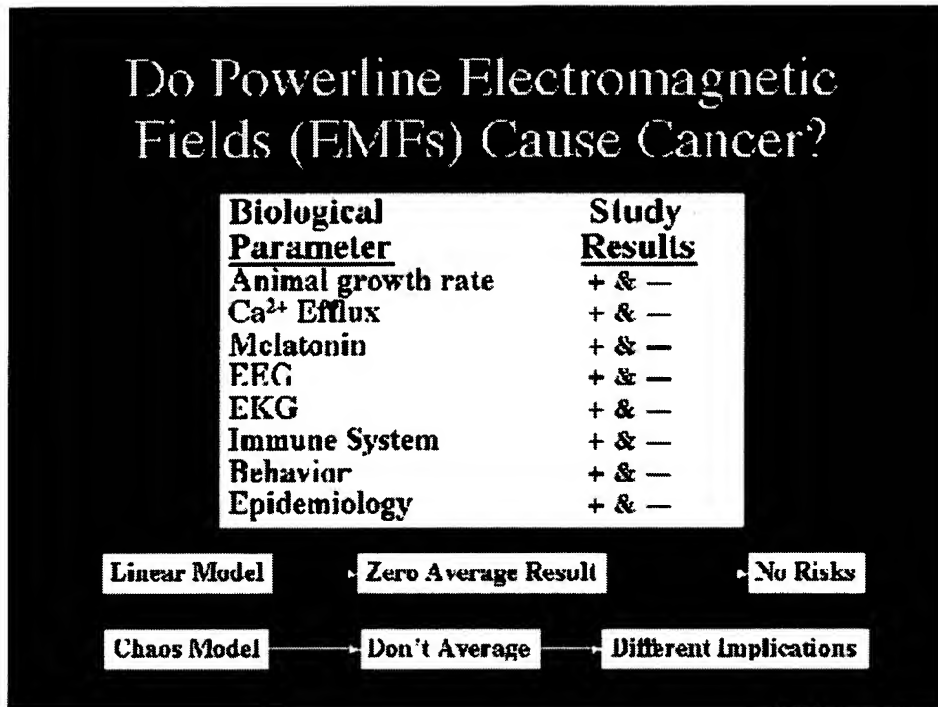 Do Powerline Electromagnetic
Fields (EMFs) Cause Cancer?
Biological Study
Parameter Results
Animal growth rate + & —
Ca²⁺ Efflux + & —
Melatonin + & —
EEG + & —
EKG + & —
Immune System + & —
Behavior + & —
Epidemiology + & —
Linear Model Zero Average Result No Risks
Chaos Model Don't Average Different Implications